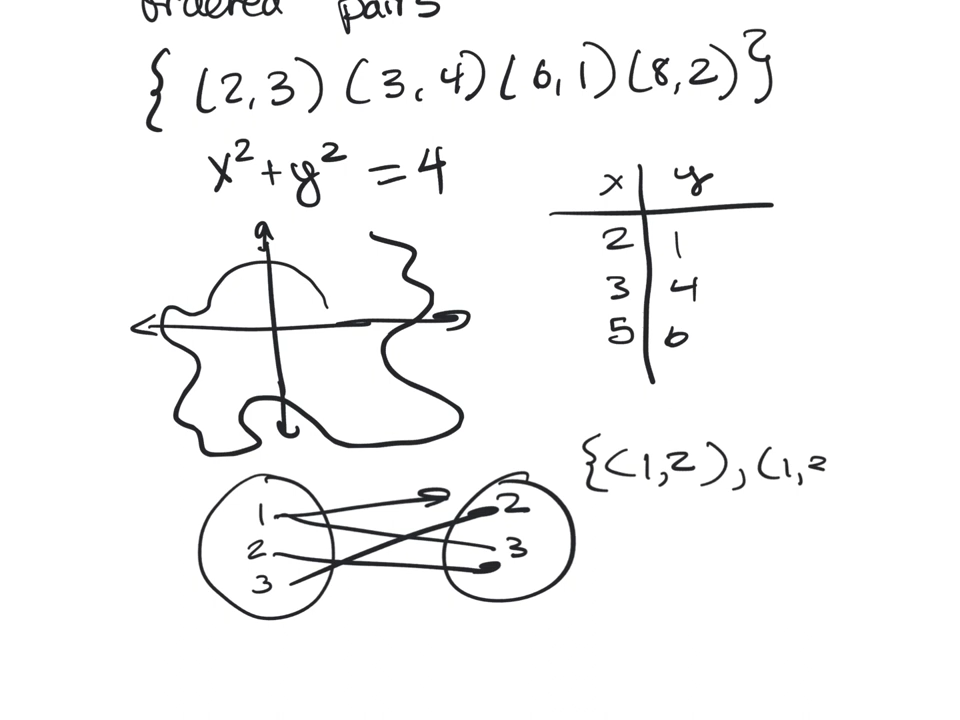 ordered pairs
{(2,3)(3,4)(6,1)(8,2)}
x²+y² = 4
x y
2 1
3 4
5 6
{(1,2),(1,2
1 2
2 3
3